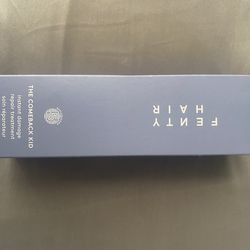 FENTY
HAIR
THE COMEBACK KID
instant damage
repair treatment
soin réparateur